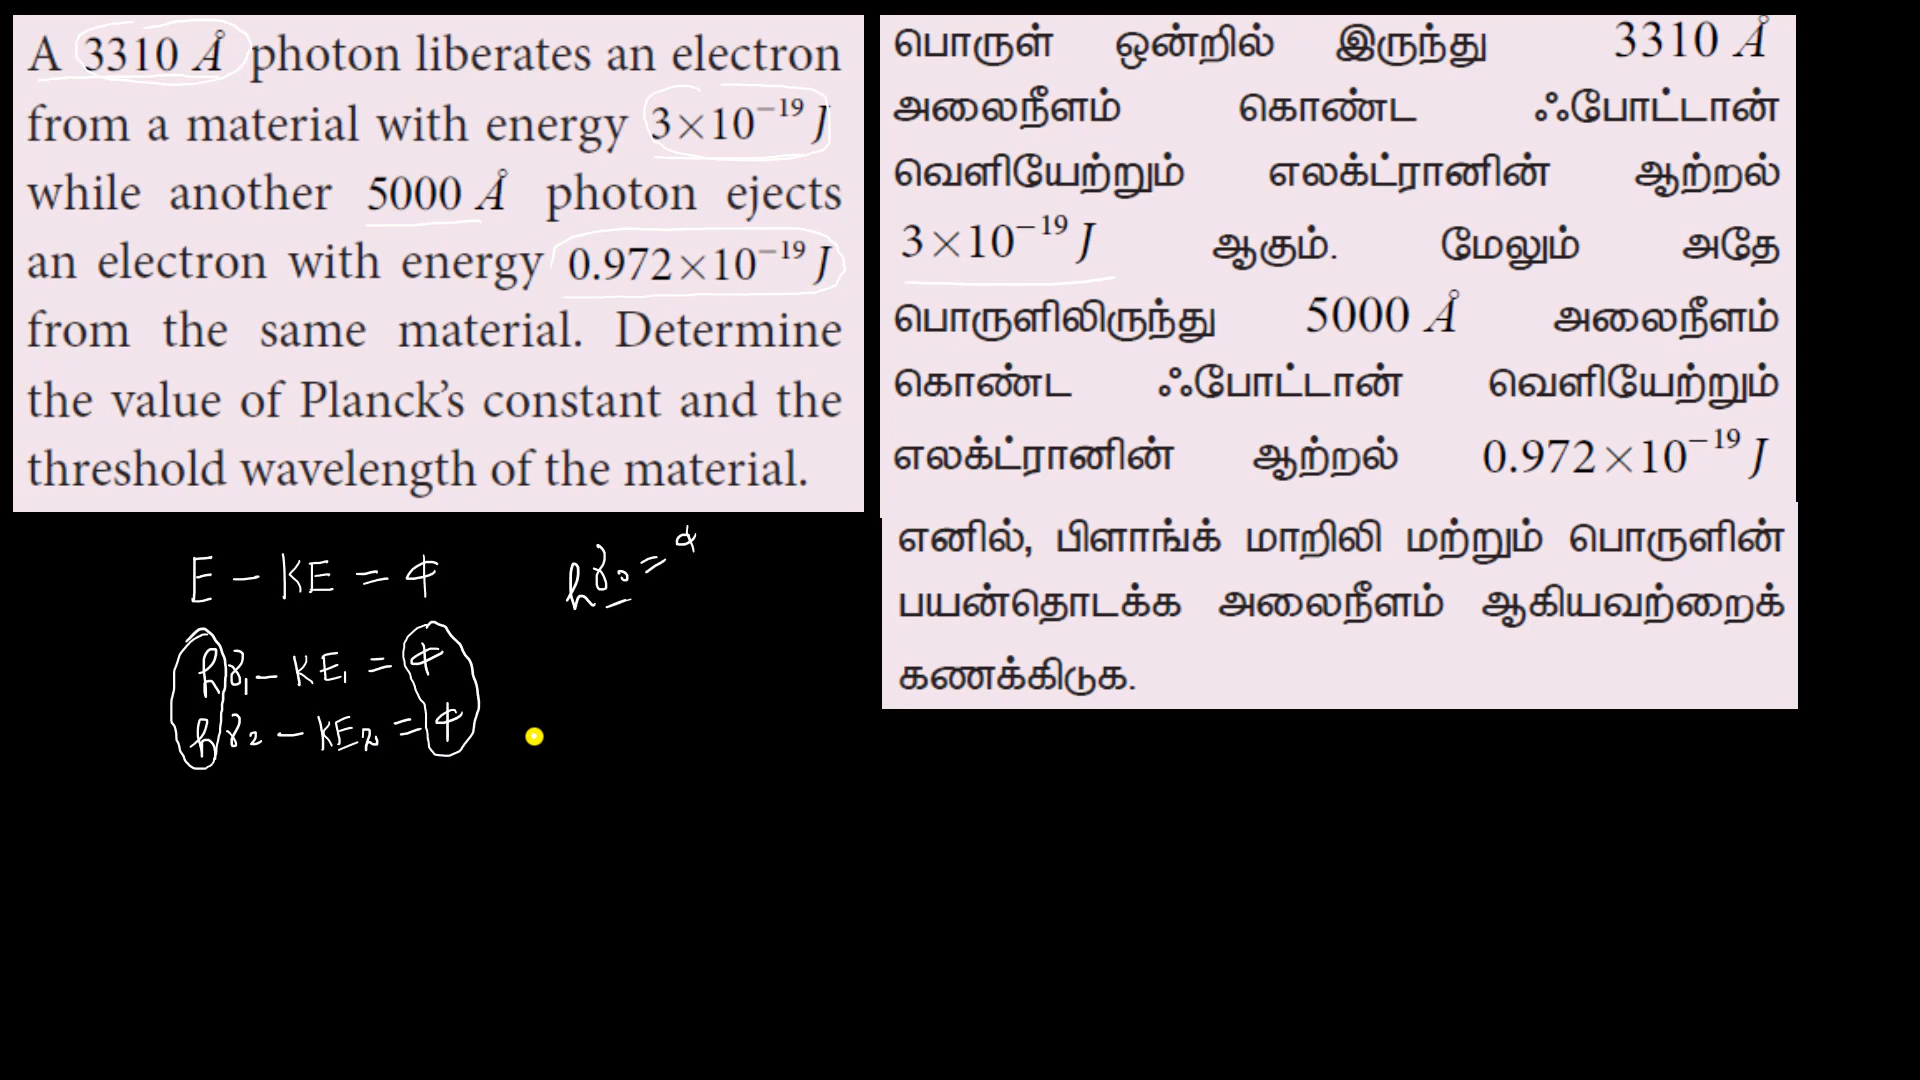 A 3310 Å photon liberates an electron
from a material with energy 3×10⁻¹⁹ J
while another 5000 Å photon ejects
an electron with energy 0.972×10⁻¹⁹ J
from the same material. Determine
the value of Planck's constant and the
threshold wavelength of the material.
பொருள் ஒன்றில் இருந்து 3310 Å
அலைநீளம் கொண்ட ஃபோட்டான்
வெளியேற்றும் எலக்ட்ரானின் ஆற்றல்
3×10⁻¹⁹ J ஆகும். மேலும் அதே
பொருளிலிருந்து 5000 Å அலைநீளம்
கொண்ட ஃபோட்டான் வெளியேற்றும்
எலக்ட்ரானின் ஆற்றல் 0.972×10⁻¹⁹ J
எனில், பிளாங்க் மாறிலி மற்றும் பொருளின்
பயன்தொடக்க அலைநீளம் ஆகியவற்றைக்
கணக்கிடுக.
E − KE = ϕ
hγ₀ = ϕ
hγ₁ − KE₁ = ϕ
hγ₂ − KE₂ = ϕ